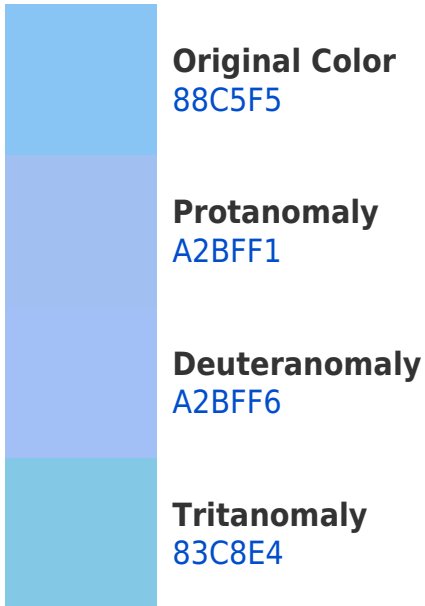 Original Color
88C5F5
Protanomaly
A2BFF1
Deuteranomaly
A2BFF6
Tritanomaly
83C8E4